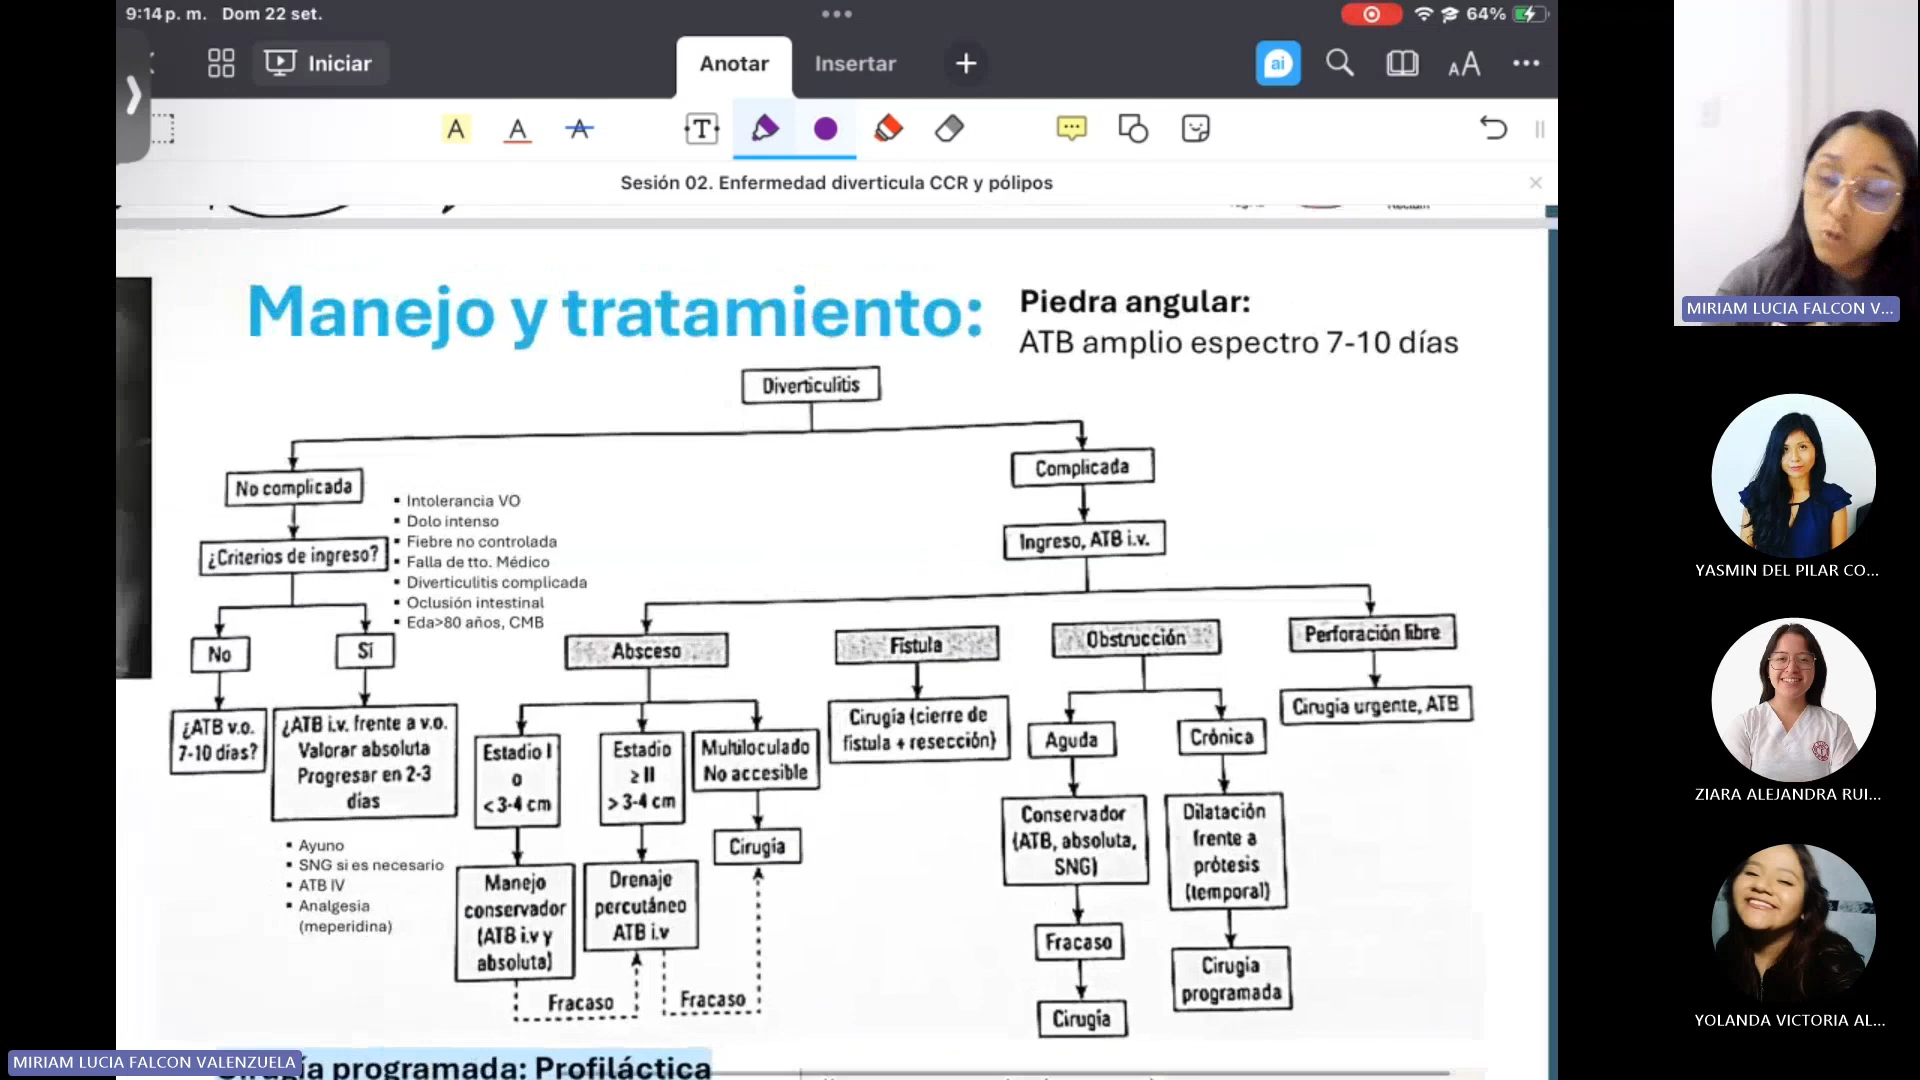 9:14 p. m. Dom 22 set.
64%
Iniciar
Anotar
Insertar
ai
AA
A
A
A
T
Sesión 02. Enfermedad diverticula CCR y pólipos
Manejo y tratamiento:
Piedra angular:
ATB amplio espectro 7-10 días
Diverticulitis
No complicada
¿Criterios de ingreso?
▪ Intolerancia VO
▪ Dolo intenso
▪ Fiebre no controlada
▪ Falla de tto. Médico
▪ Diverticulitis complicada
▪ Oclusión intestinal
▪ Eda>80 años, CMB
No
Sí
¿ATB v.o.
7-10 días?
¿ATB i.v. frente a v.o.
Valorar absoluta
Progresar en 2-3
días
▪ Ayuno
▪ SNG si es necesario
▪ ATB IV
▪ Analgesia
(meperidina)
Complicada
Ingreso, ATB i.v.
Absceso
Estadio I
o
< 3-4 cm
Manejo
conservador
(ATB i.v y
absoluta)
Fracaso
Estadio
≥ II
> 3-4 cm
Drenaje
percutáneo
ATB i.v
Fracaso
Multiloculado
No accesible
Cirugía
Fístula
Cirugía (cierre de
fístula + resección)
Obstrucción
Aguda
Conservador
(ATB, absoluta,
SNG)
Fracaso
Cirugía
Crónica
Dilatación
frente a
prótesis
(temporal)
Cirugía
programada
Perforación libre
Cirugía urgente, ATB
Cirugía programada: Profiláctica
MIRIAM LUCIA FALCON VALENZUELA
MIRIAM LUCIA FALCON V...
YASMIN DEL PILAR CO...
ZIARA ALEJANDRA RUI...
YOLANDA VICTORIA AL...